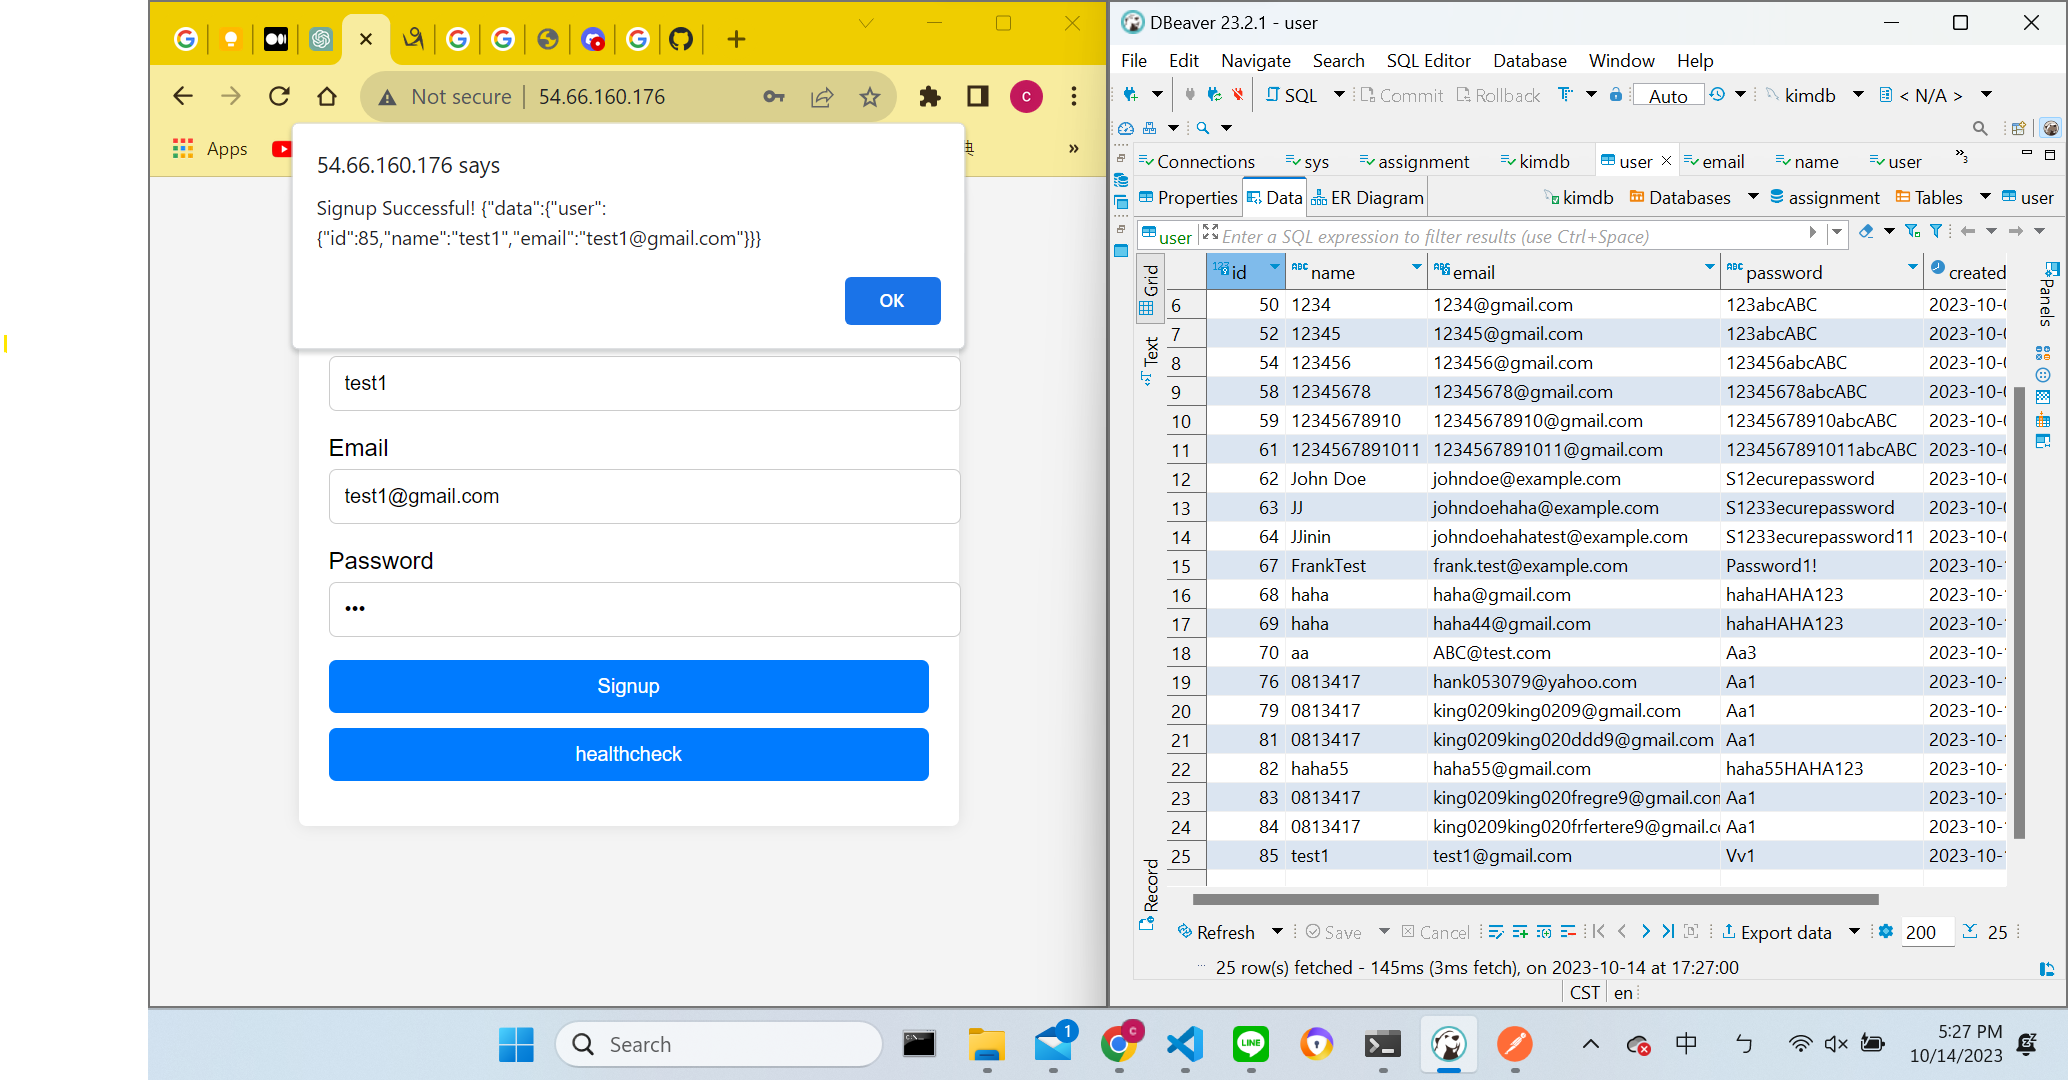 Not secure
54.66.160.176
c
Apps
»
54.66.160.176 says
Signup Successful! {"data":{"user":
{"id":85,"name":"test1","email":"test1@gmail.com"}}}
OK
test1
Email
test1@gmail.com
Password
•••
Signup
healthcheck
DBeaver 23.2.1 - user
File Edit Navigate Search SQL Editor Database Window Help
SQL Commit Rollback Auto kimdb < N/A >
Connections sys assignment kimdb user email name user »3
Properties Data ER Diagram kimdb Databases assignment Tables user
user Enter a SQL expression to filter results (use Ctrl+Space)
Grid
Text
Record
Panels
123 id ABC name ABC email ABC password created
6 50 1234 1234@gmail.com 123abcABC 2023-10-
7 52 12345 12345@gmail.com 123abcABC 2023-10-
8 54 123456 123456@gmail.com 123456abcABC 2023-10-
9 58 12345678 12345678@gmail.com 12345678abcABC 2023-10-
10 59 12345678910 12345678910@gmail.com 12345678910abcABC 2023-10-
11 61 1234567891011 1234567891011@gmail.com 1234567891011abcABC 2023-10-
12 62 John Doe johndoe@example.com S12ecurepassword 2023-10-
13 63 JJ johndoehaha@example.com S1233ecurepassword 2023-10-
14 64 JJinin johndoehahatest@example.com S1233ecurepassword11 2023-10-
15 67 FrankTest frank.test@example.com Password1! 2023-10-
16 68 haha haha@gmail.com hahaHAHA123 2023-10-
17 69 haha haha44@gmail.com hahaHAHA123 2023-10-
18 70 aa ABC@test.com Aa3 2023-10-
19 76 0813417 hank053079@yahoo.com Aa1 2023-10-
20 79 0813417 king0209king0209@gmail.com Aa1 2023-10-
21 81 0813417 king0209king020ddd9@gmail.com Aa1 2023-10-
22 82 haha55 haha55@gmail.com haha55HAHA123 2023-10-
23 83 0813417 king0209king020fregre9@gmail.con Aa1 2023-10-
24 84 0813417 king0209king020frfertere9@gmail.c Aa1 2023-10-
25 85 test1 test1@gmail.com Vv1 2023-10-
Refresh Save Cancel Export data 200 25
25 row(s) fetched - 145ms (3ms fetch), on 2023-10-14 at 17:27:00
CST en
Search
1
c
LINE
中
ㄅ
5:27 PM
10/14/2023